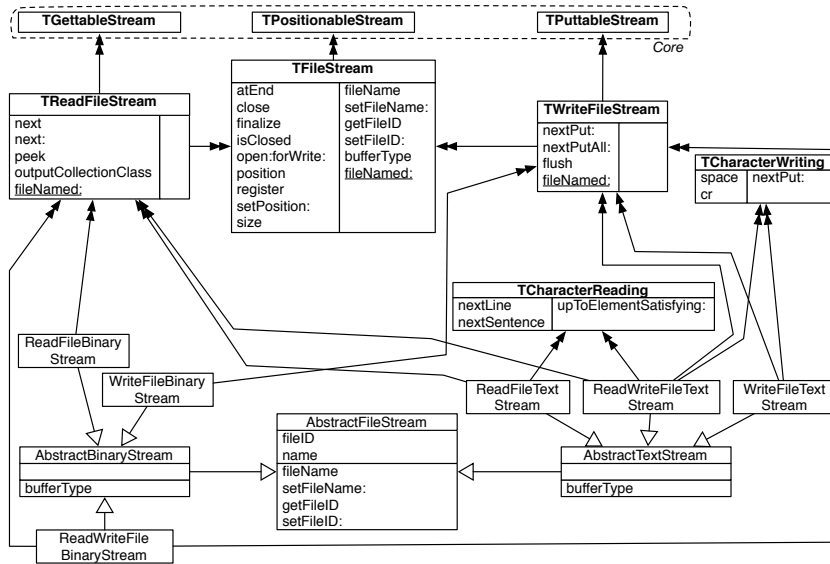 TGettableStream
TPositionableStream
TPuttableStream
Core
TFileStream
atEnd
close
finalize
isClosed
open:forWrite:
position
register
setPosition:
size
fileName
setFileName:
getFileID
setFileID:
bufferType
fileNamed:
TReadFileStream
next
next:
peek
outputCollectionClass
fileNamed:
TWriteFileStream
nextPut:
nextPutAll:
flush
fileNamed:
TCharacterWriting
space
cr
nextPut:
TCharacterReading
nextLine
nextSentence
upToElementSatisfying:
ReadFileBinary
Stream
WriteFileBinary
Stream
ReadFileText
Stream
ReadWriteFileText
Stream
WriteFileText
Stream
AbstractFileStream
fileID
name
fileName
setFileName:
getFileID
setFileID:
AbstractBinaryStream
bufferType
AbstractTextStream
bufferType
ReadWriteFile
BinaryStream